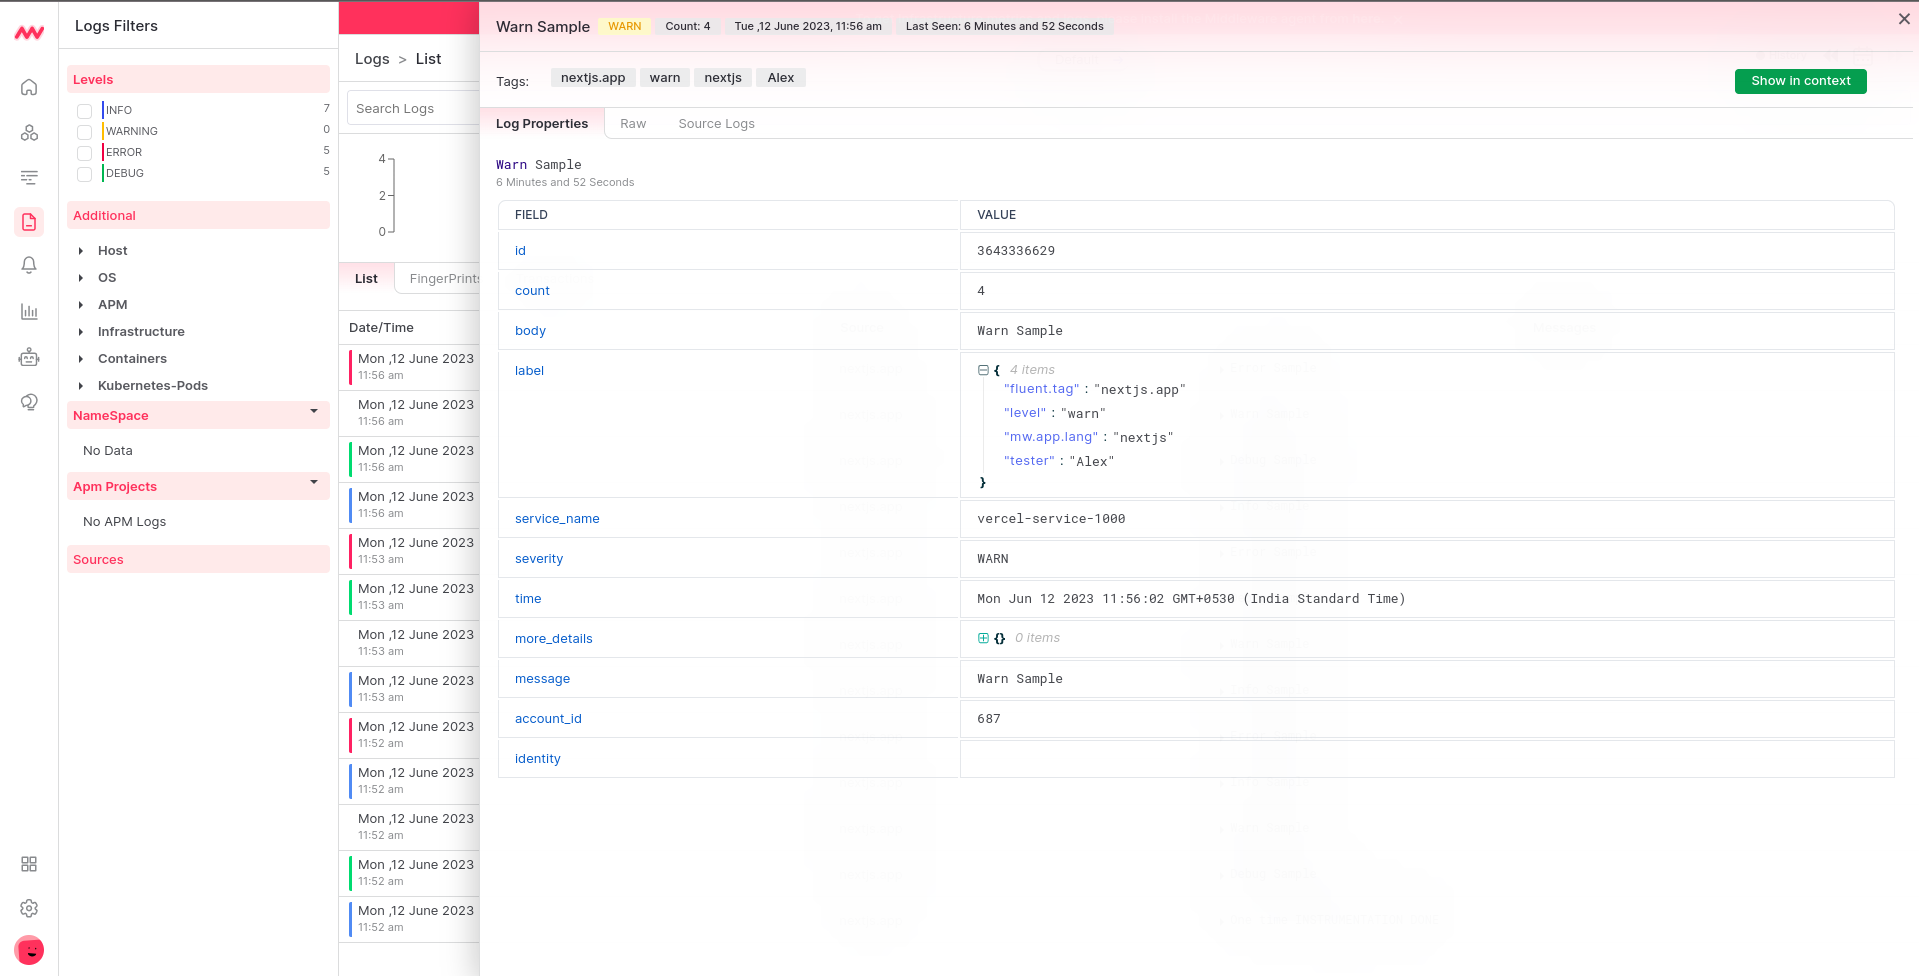 Logs Filters
Levels
INFO 7
WARNING 0
ERROR 5
DEBUG 5
Additional
Host
OS
APM
Infrastructure
Containers
Kubernetes-Pods
NameSpace
No Data
Apm Projects
No APM Logs
Sources
Logs > List
Search Logs
4
2
0
List FingerPrints
Date/Time
Mon ,12 June 2023
11:56 am
Mon ,12 June 2023
11:56 am
Mon ,12 June 2023
11:56 am
Mon ,12 June 2023
11:56 am
Mon ,12 June 2023
11:53 am
Mon ,12 June 2023
11:53 am
Mon ,12 June 2023
11:53 am
Mon ,12 June 2023
11:53 am
Mon ,12 June 2023
11:52 am
Mon ,12 June 2023
11:52 am
Mon ,12 June 2023
11:52 am
Mon ,12 June 2023
11:52 am
Mon ,12 June 2023
11:52 am
Warn Sample WARN Count: 4 Tue ,12 June 2023, 11:56 am Last Seen: 6 Minutes and 52 Seconds
Tags: nextjs.app warn nextjs Alex Show in context
Log Properties Raw Source Logs
Warn Sample
6 Minutes and 52 Seconds
FIELD VALUE
id 3643336629
count 4
body Warn Sample
label { 4 items
"fluent.tag" : "nextjs.app"
"level" : "warn"
"mw.app.lang" : "nextjs"
"tester" : "Alex"
}
service_name vercel-service-1000
severity WARN
time Mon Jun 12 2023 11:56:02 GMT+0530 (India Standard Time)
more_details {} 0 items
message Warn Sample
account_id 687
identity